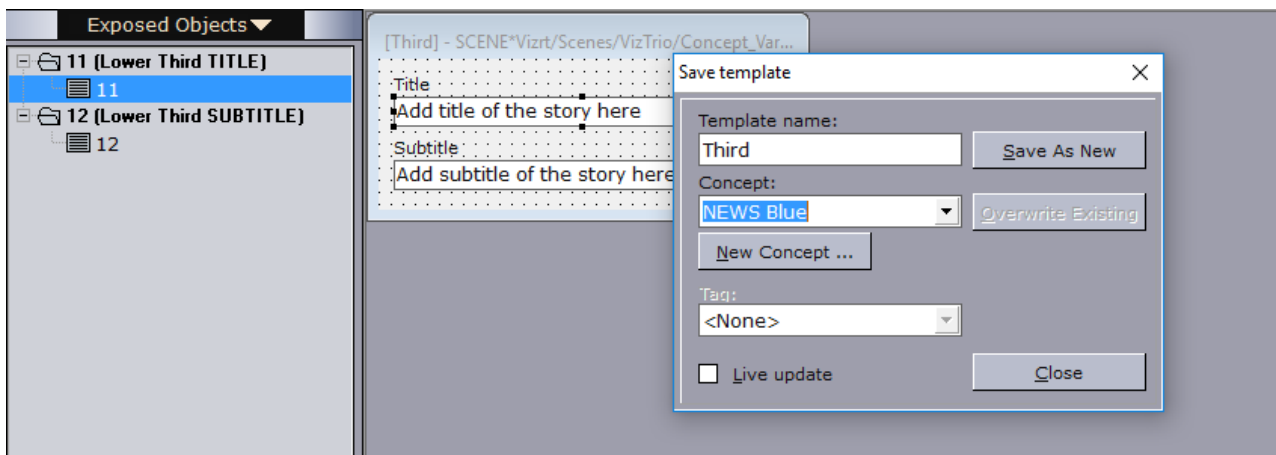 Exposed Objects
11 (Lower Third TITLE)
11
12 (Lower Third SUBTITLE)
12
[Third] - SCENE*Vizrt/Scenes/VizTrio/Concept_Var...
Title
Add title of the story here
Subtitle
Add subtitle of the story here
Save template
Template name:
Third
Save As New
Concept:
NEWS Blue
Overwrite Existing
New Concept ...
Tag:
<None>
Live update
Close